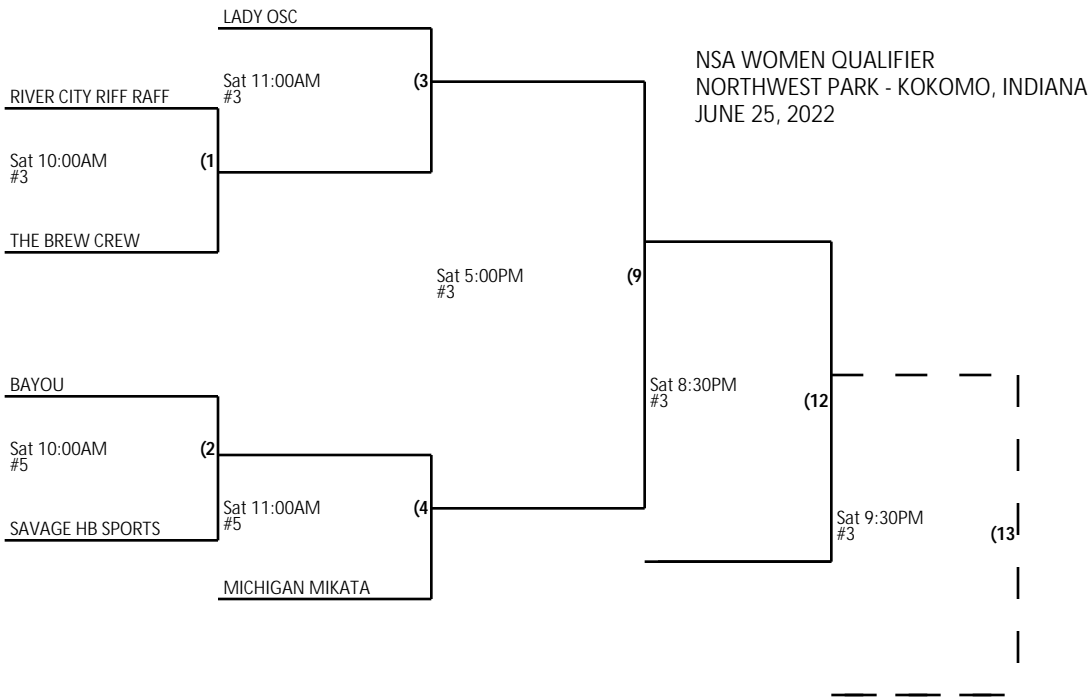 LADY OSC
NSA WOMEN QUALIFIER
NORTHWEST PARK - KOKOMO, INDIANA
JUNE 25, 2022
Sat 11:00AM
#3
(3
RIVER CITY RIFF RAFF
Sat 10:00AM
#3
(1
THE BREW CREW
Sat 5:00PM
#3
(9
BAYOU
Sat 8:30PM
#3
(12
Sat 10:00AM
#5
(2
Sat 11:00AM
#5
(4
SAVAGE HB SPORTS
Sat 9:30PM
#3
(13
MICHIGAN MIKATA